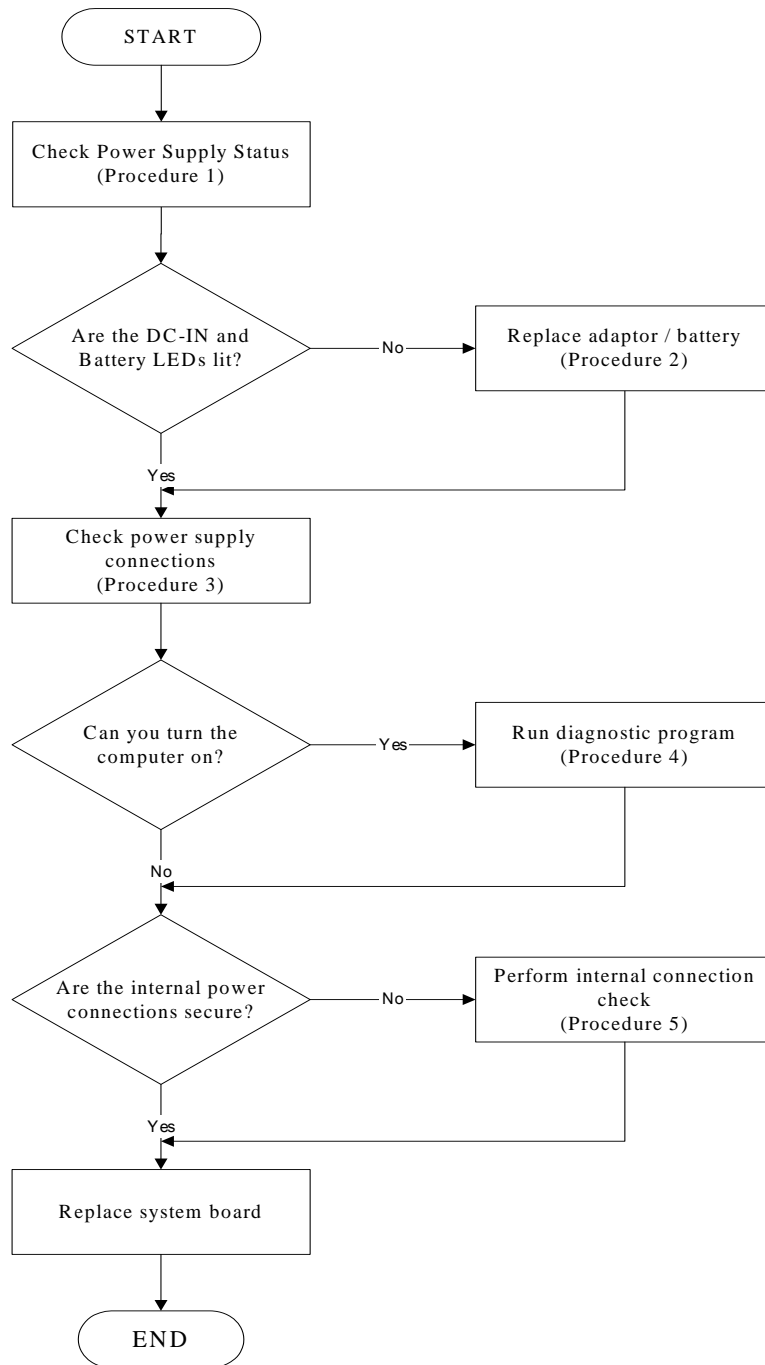 START
Check Power Supply Status
(Procedure 1)
Are the DC-IN and
Battery LEDs lit?
No
Replace adaptor / battery
(Procedure 2)
Yes
Check power supply
connections
(Procedure 3)
Can you turn the
computer on?
Yes
Run diagnostic program
(Procedure 4)
No
Are the internal power
connections secure?
No
Perform internal connection
check
(Procedure 5)
Yes
Replace system board
END